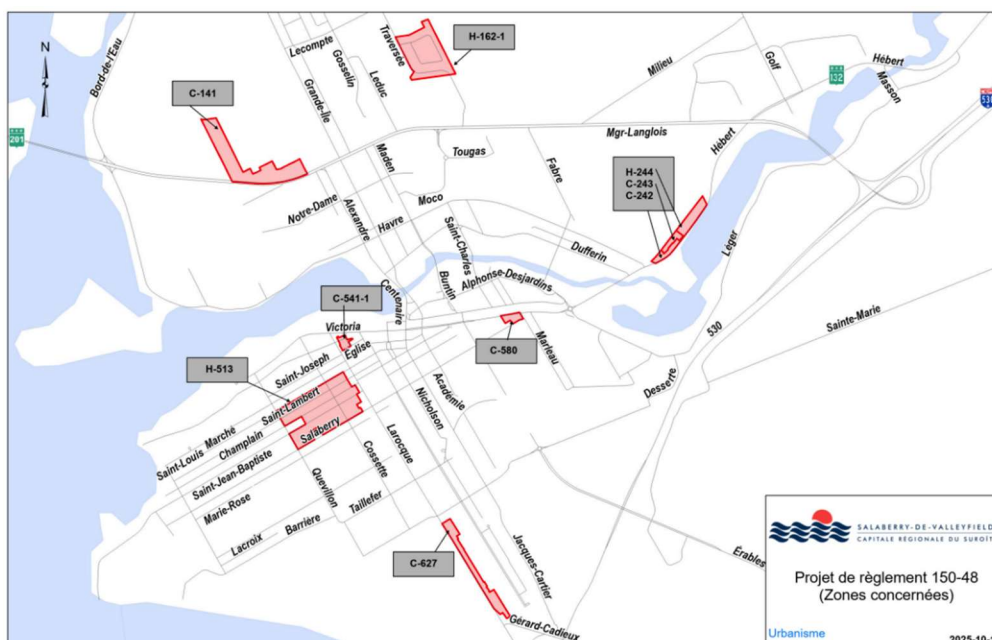 N
Bord-de-l'Eau
Lecompte
Gosselin
Leduc
Traversée
Grande-Île
H-162-1
Golf
Milieu
Hébert
132
Masson
201
C-141
Mgr-Langlois
Hébert
Maden
Tougas
Fabre
H-244
C-243
C-242
Notre-Dame
Alexandre
Moco
Havre
Saint-Charles
Dufferin
Léger
Centenaire
Buntin
Alphonse-Desjardins
C-541-1
Victoria
530
Sainte-Marie
C-580
Marleau
Saint-Joseph
Église
H-513
Desserte
Saint-Lambert
Académie
Nicholson
Marché
Saint-Louis
Champlain
Salaberry
Saint-Jean-Baptiste
Larocque
Cossette
Quevillon
Marie-Rose
Taillefer
Barrière
Lacroix
C-627
Jacques-Cartier
Érables
Gérard-Cadieux
SALABERRY-DE-VALLEYFIELD
CAPITALE RÉGIONALE DU SUROÎT
Projet de règlement 150-48
(Zones concernées)
Urbanisme